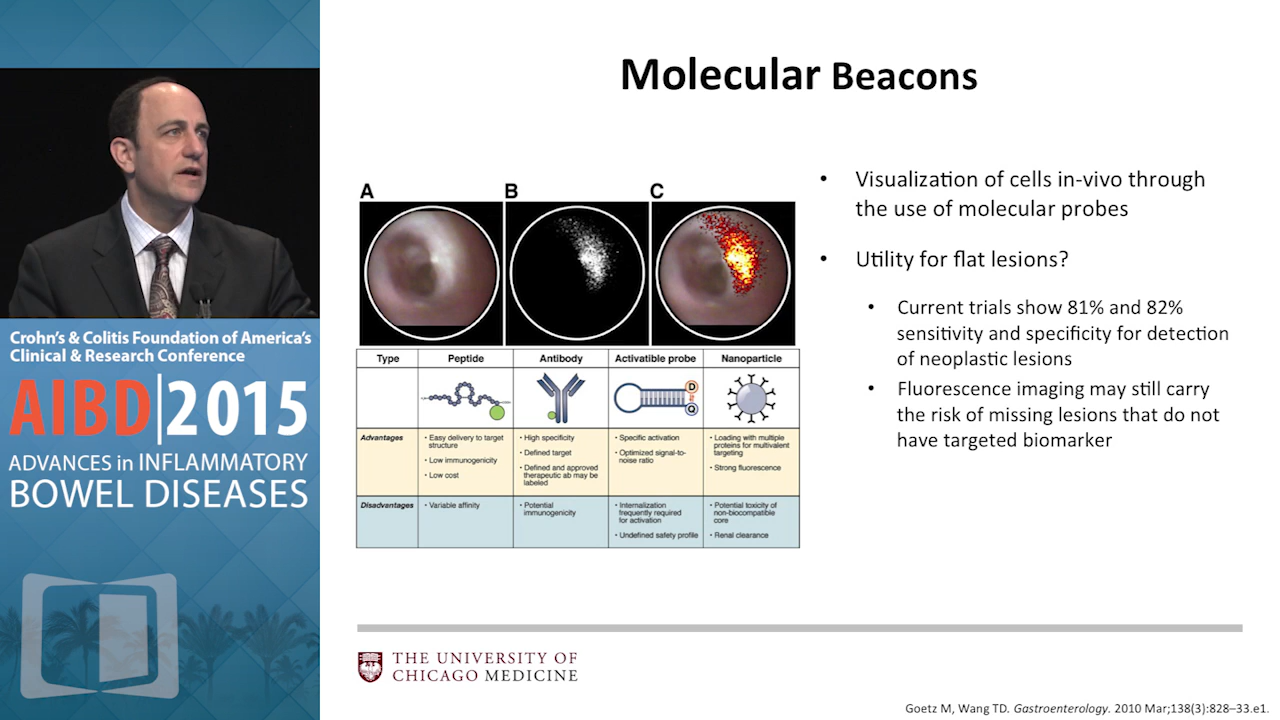 Crohn's & Colitis Foundation of America's
Clinical & Research Conference
AIBD|2015
ADVANCES in INFLAMMATORY
BOWEL DISEASES
Molecular Beacons
A B C
Type Peptide Antibody Activatible probe Nanoparticle
D
Q
Advantages
• Easy delivery to target
structure
• Low immunogenicity
• Low cost
• High specificity
• Defined target
• Defined and approved
therapeutic ab may be
labeled
• Specific activation
• Optimized signal-to-
noise ratio
• Loading with multiple
proteins for multivalent
targeting
• Strong fluorescence
Disadvantages
• Variable affinity
• Potential
immunogenicity
• Internalization
frequently required
for activation
• Undefined safety profile
• Potential toxicity of
non-biocompatible
core
• Renal clearance
• Visualization of cells in-vivo through
the use of molecular probes
• Utility for flat lesions?
• Current trials show 81% and 82%
sensitivity and specificity for detection
of neoplastic lesions
• Fluorescence imaging may still carry
the risk of missing lesions that do not
have targeted biomarker
THE UNIVERSITY OF
CHICAGO MEDICINE
Goetz M, Wang TD. Gastroenterology. 2010 Mar;138(3):828–33.e1.